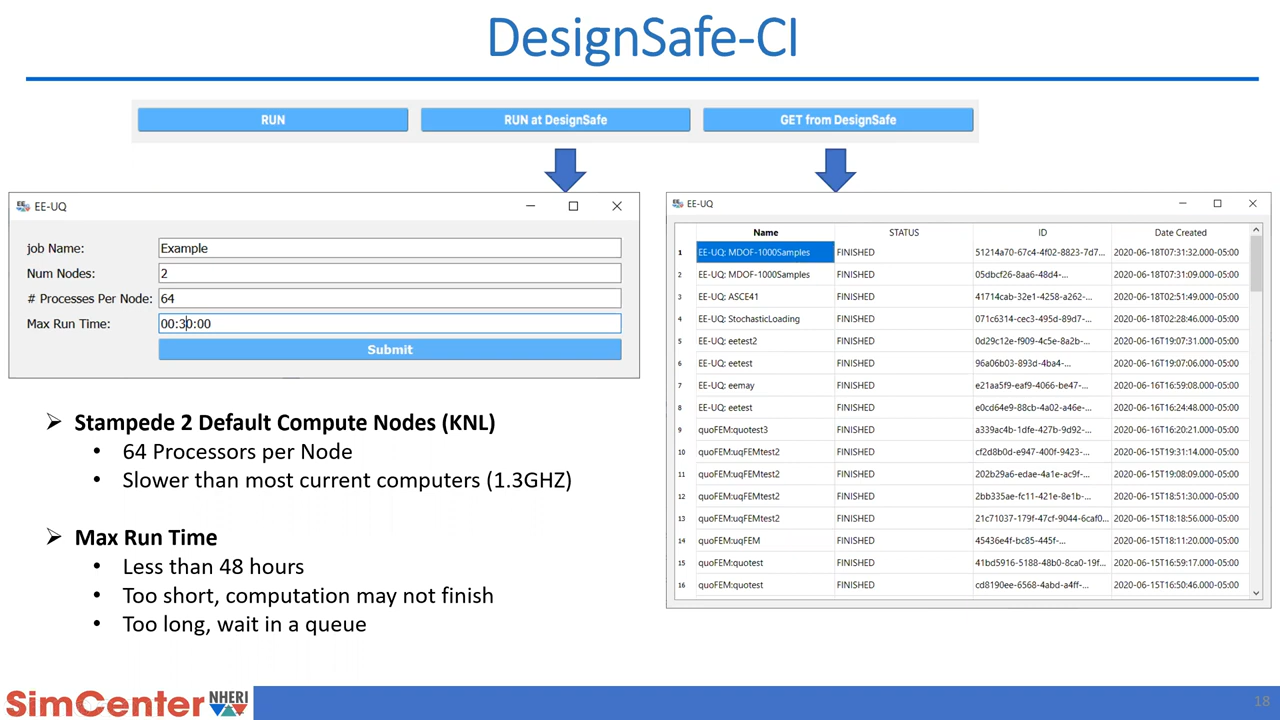 DesignSafe-CI
RUN
RUN at DesignSafe
GET from DesignSafe
EE-UQ
job Name: Example
Num Nodes: 2
# Processes Per Node: 64
Max Run Time: 00:30:00
Submit
Stampede 2 Default Compute Nodes (KNL)
• 64 Processors per Node
• Slower than most current computers (1.3GHZ)
Max Run Time
• Less than 48 hours
• Too short, computation may not finish
• Too long, wait in a queue
EE-UQ
Name STATUS ID Date Created
1 EE-UQ: MDOF-1000Samples FINISHED 51214a70-67c4-4f02-8823-7d7... 2020-06-18T07:31:32.000-05:00
2 EE-UQ: MDOF-1000Samples FINISHED 05dbcf26-8aa6-48d4-... 2020-06-18T07:31:09.000-05:00
3 EE-UQ: ASCE41 FINISHED 41714cab-32e1-4258-a262-... 2020-06-18T02:51:49.000-05:00
4 EE-UQ: StochasticLoading FINISHED 071c6314-cec3-495d-89d7-... 2020-06-18T02:28:46.000-05:00
5 EE-UQ: eetest2 FINISHED 0d29c12e-f909-4c5e-8a2b-... 2020-06-16T19:07:31.000-05:00
6 EE-UQ: eetest FINISHED 96a06b03-893d-4ba4-... 2020-06-16T19:07:06.000-05:00
7 EE-UQ: eemay FINISHED e21aa5f9-eaf9-4066-be47-... 2020-06-16T16:59:08.000-05:00
8 EE-UQ: eetest FINISHED e0cd64e9-88cb-4a02-a46e-... 2020-06-16T16:24:48.000-05:00
9 quoFEM:quotest3 FINISHED a339ac4b-1dfe-427b-9d92-... 2020-06-16T16:20:21.000-05:00
10 quoFEM:uqFEMtest2 FINISHED cf2d8b0d-e947-400f-9423-... 2020-06-15T19:31:14.000-05:00
11 quoFEM:uqFEMtest2 FINISHED 202b29a6-edae-4a1e-ac9f-... 2020-06-15T19:08:09.000-05:00
12 quoFEM:uqFEMtest2 FINISHED 2bb335ae-fc11-421e-8e1b-... 2020-06-15T18:51:30.000-05:00
13 quoFEM:uqFEMtest2 FINISHED 21c71037-179f-47cf-9044-6caf0... 2020-06-15T18:18:56.000-05:00
14 quoFEM:uqFEM FINISHED 45436e4f-bc85-445f-... 2020-06-15T18:11:20.000-05:00
15 quoFEM:quotest FINISHED 41bd5916-5188-48b0-8ca0-19f... 2020-06-15T16:59:17.000-05:00
16 quoFEM:quotest FINISHED cd8190ee-6568-4abd-a4ff-... 2020-06-15T16:50:46.000-05:00
SimCenter NHERI
18